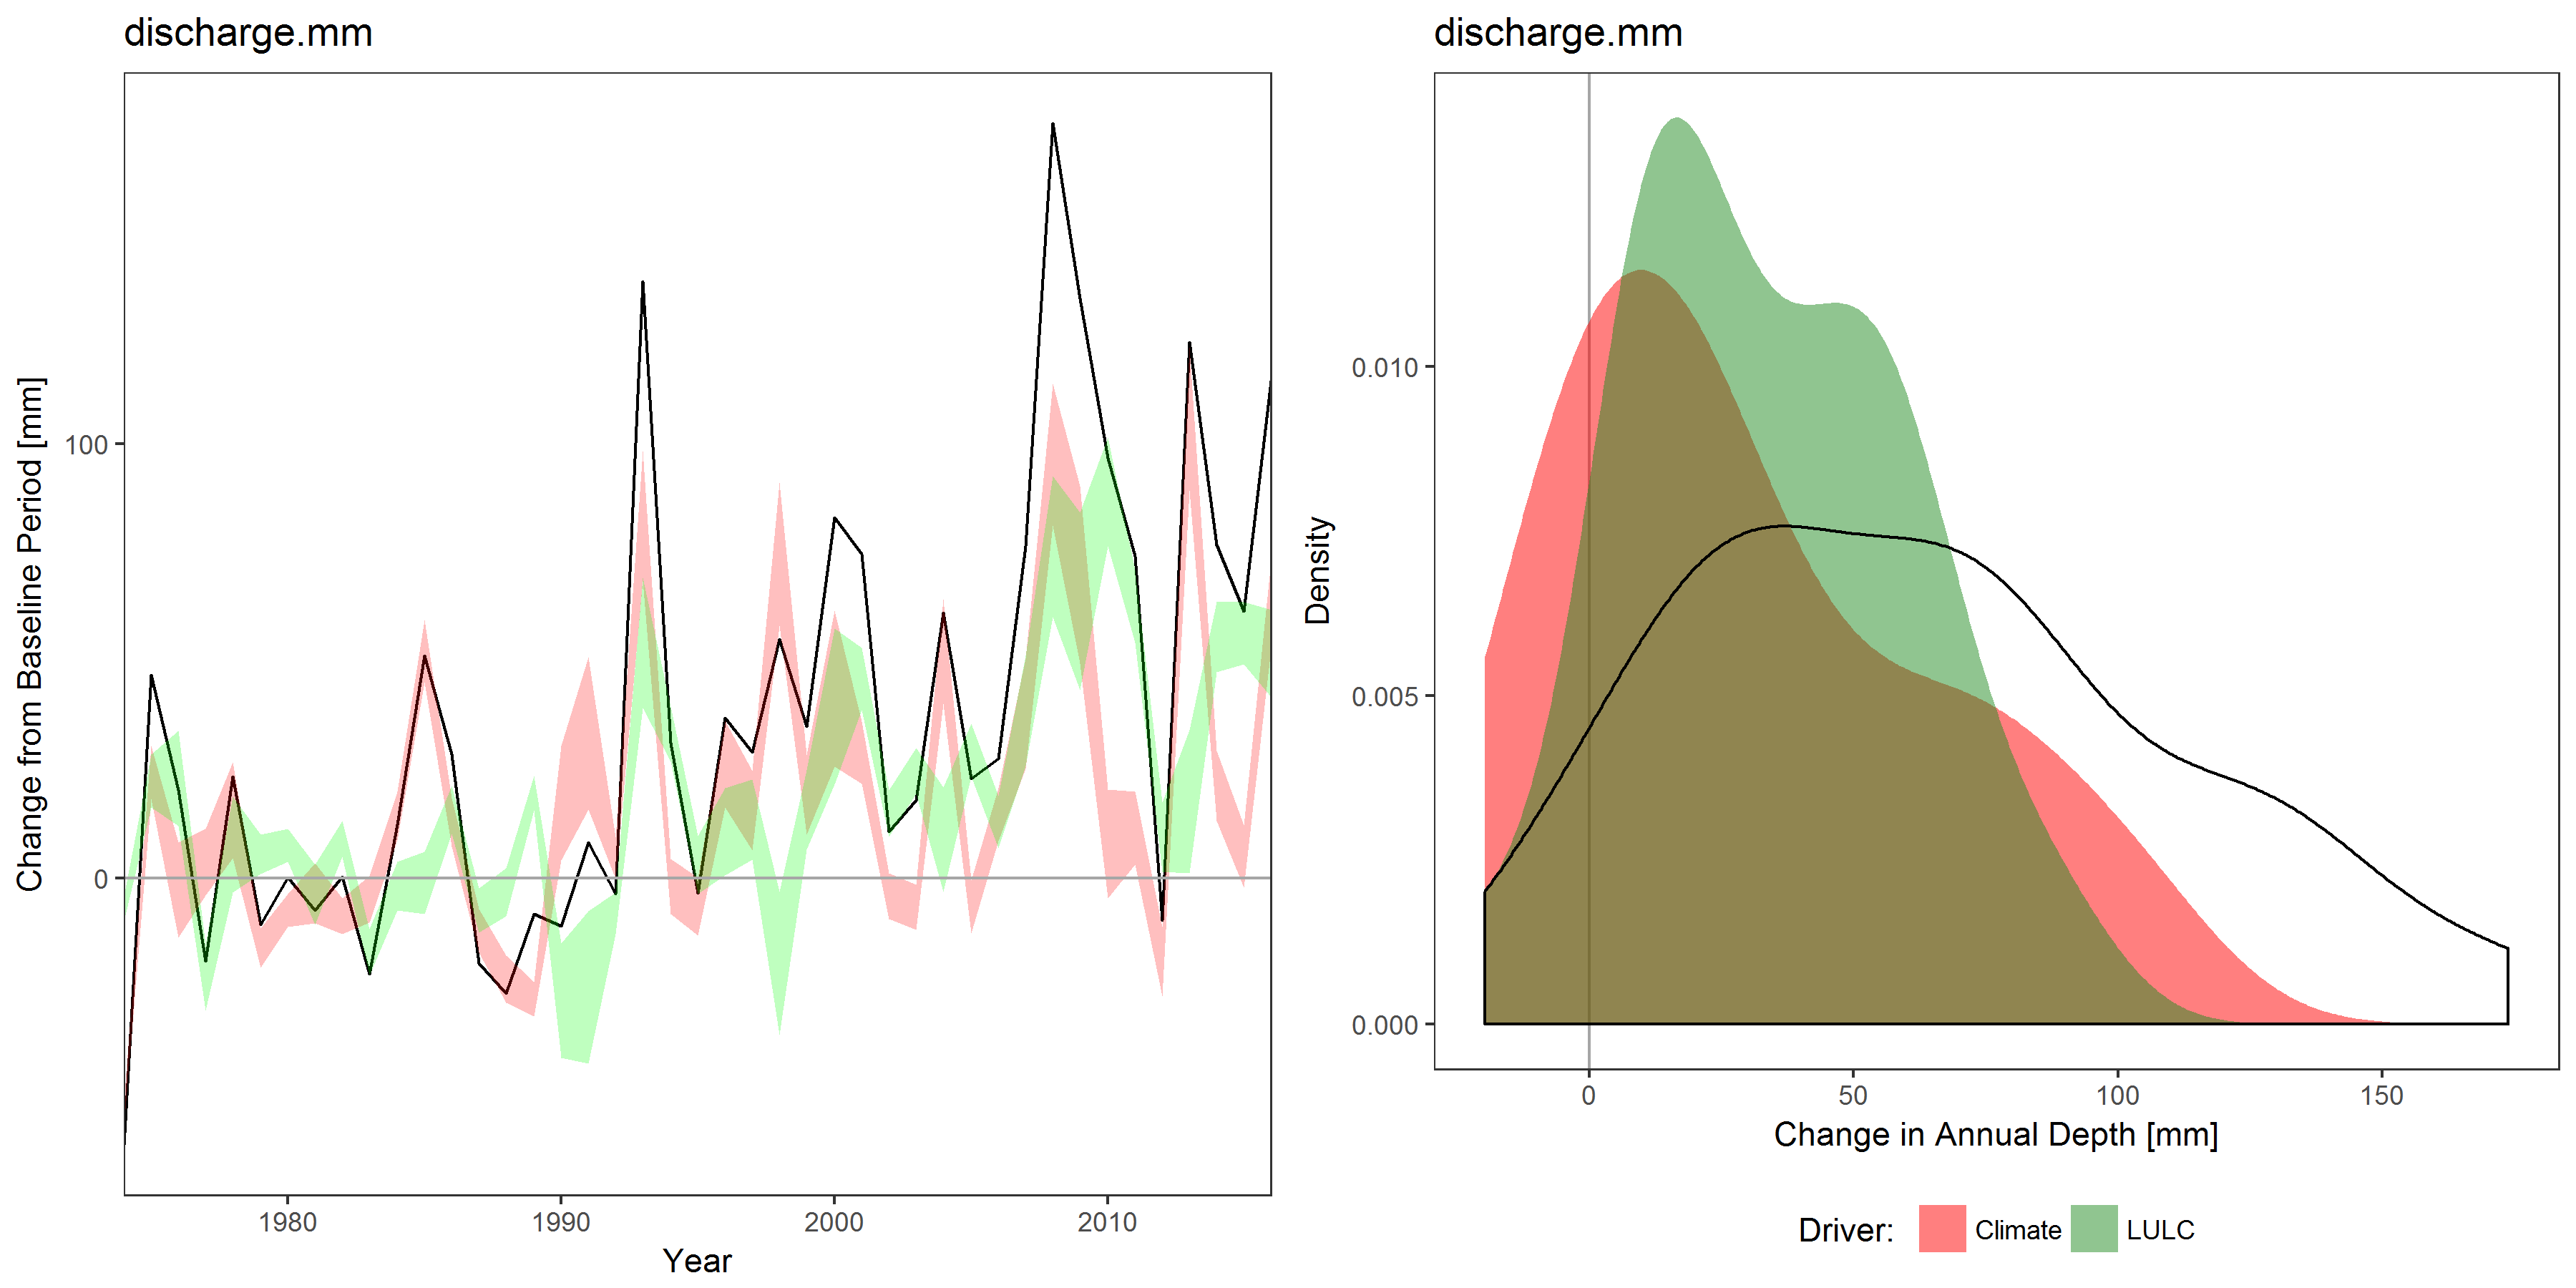 discharge.mm
Change from Baseline Period [mm]
100
0
1980 1990 2000 2010
Year
discharge.mm
Density
0.010
0.005
0.000
0 50 100 150
Change in Annual Depth [mm]
Driver: Climate LULC